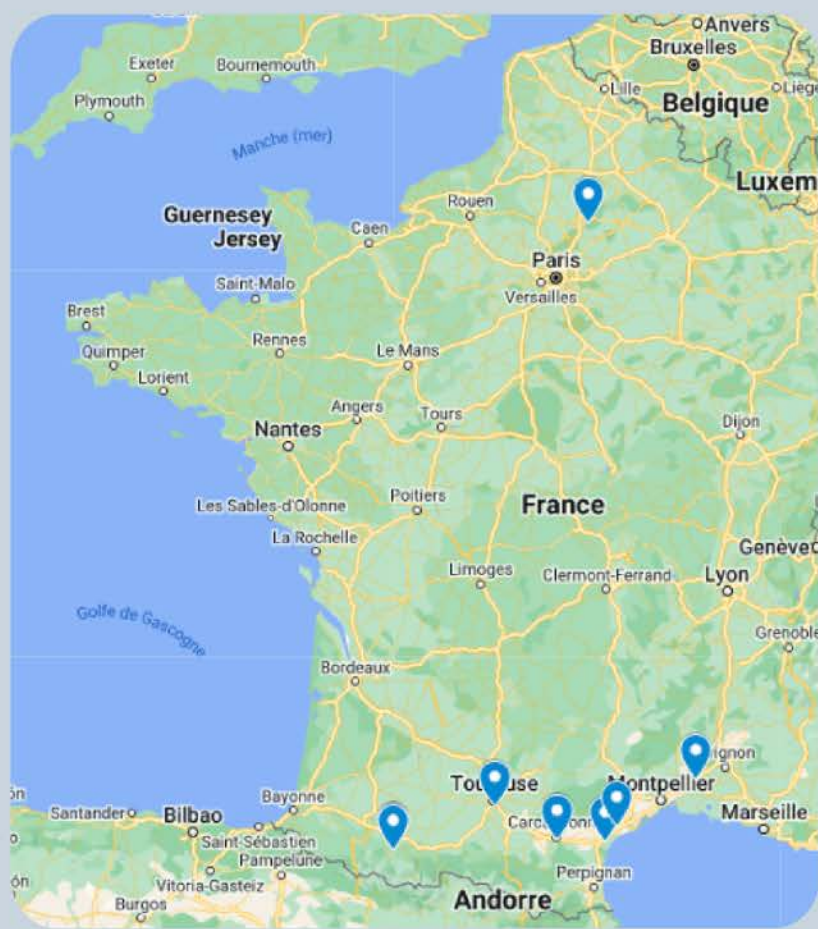 Anvers
Exeter
Bournemouth
Bruxelles
Plymouth
Lille
Liège
Belgique
Manche (mer)
Luxem
Guernesey
Jersey
Rouen
Caen
Paris
Saint-Malo
Versailles
Brest
Rennes
Quimper
Le Mans
Lorient
Angers
Tours
Nantes
Dijon
Poitiers
Les Sables-d'Olonne
France
La Rochelle
Genève
Limoges
Clermont-Ferrand
Lyon
Golfe de Gascogne
Grenoble
Bordeaux
ignon
Bayonne
Montpellier
Santander
Bilbao
Marseille
Saint-Sébastien
Pampelune
Perpignan
Vitoria-Gasteiz
Andorre
Burgos